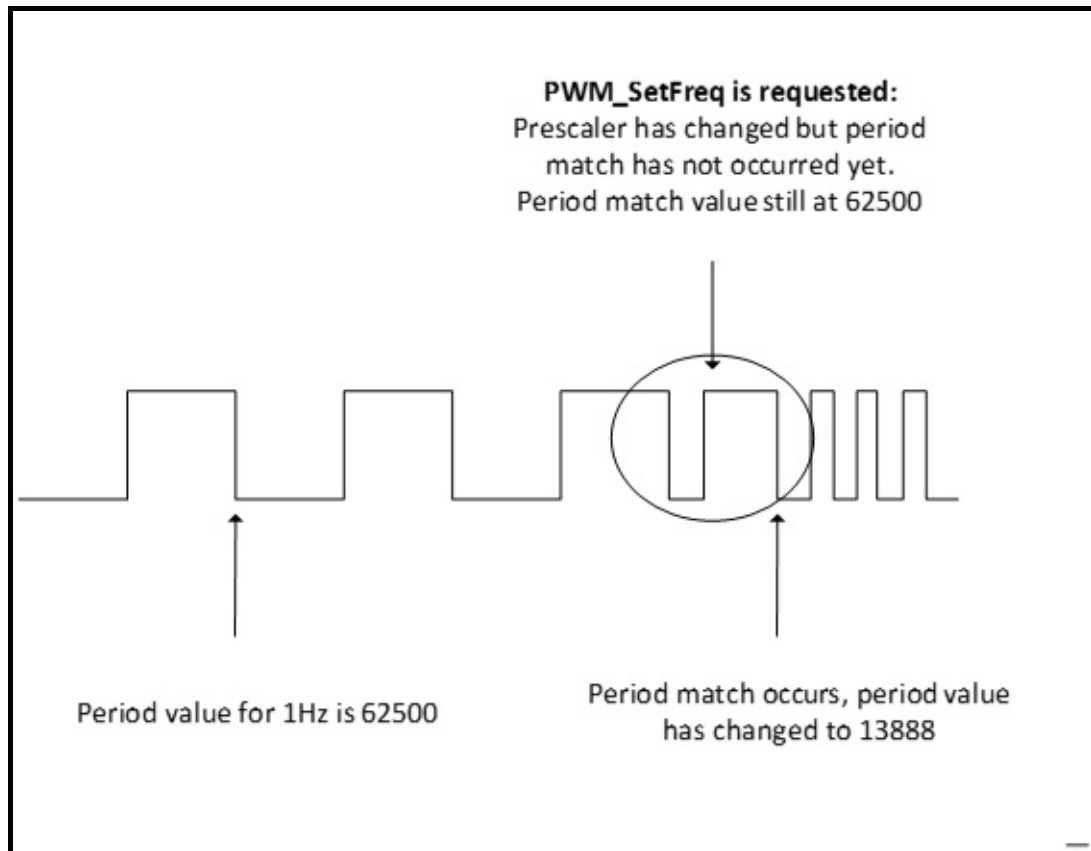 PWM_SetFreq is requested:
Prescaler has changed but period
match has not occurred yet.
Period match value still at 62500
Period value for 1Hz is 62500
Period match occurs, period value
has changed to 13888